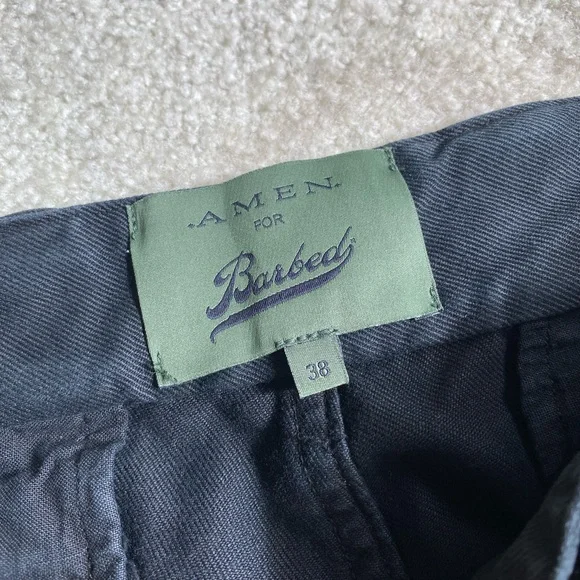 .AMEN.
FOR
Barbed
38